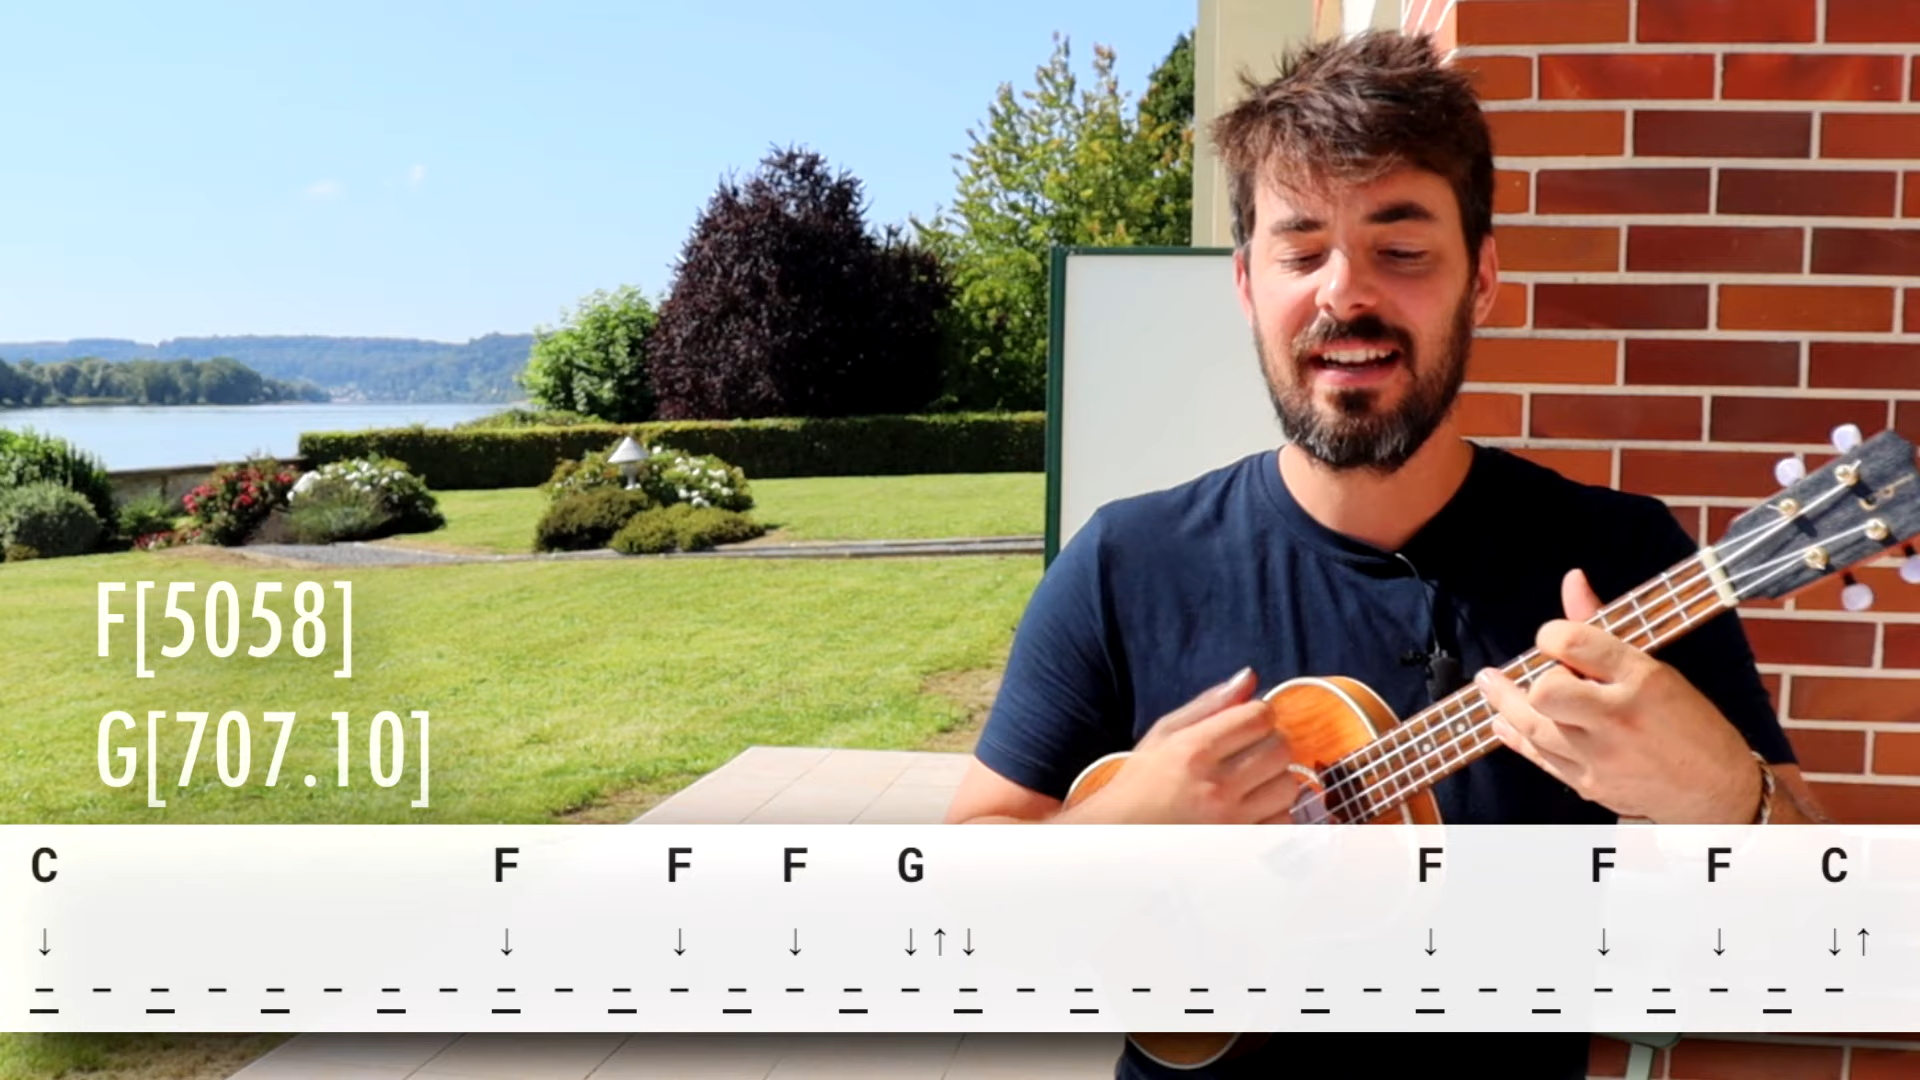 F[5058]
G[707.10]
C F F F G F F F C
↓ ↓ ↓ ↓ ↓↑↓ ↓ ↓ ↓ ↓↑